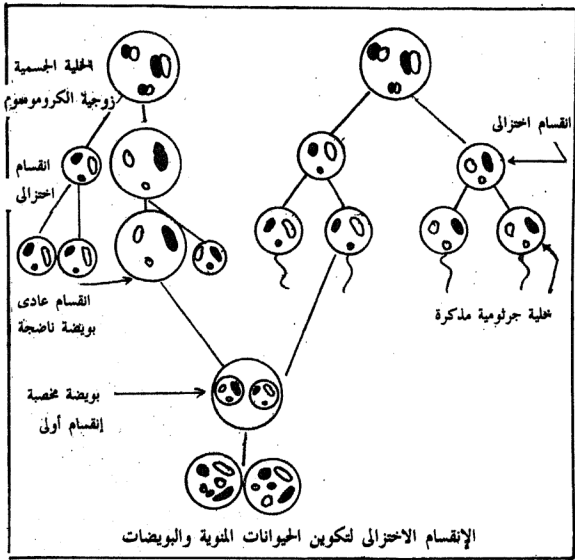 الخلية الجسمية
زوجية الكروموسوم
انقسام اختزالى
انقسام
اختزالى
انقسام عادى
بويضة ناضجة
خلية جرثومية مذكرة
بويضة مخصبة
إنقسام أولى
الإنقسام الاختزالى لتكوين الحيوانات المنوية والبويضات